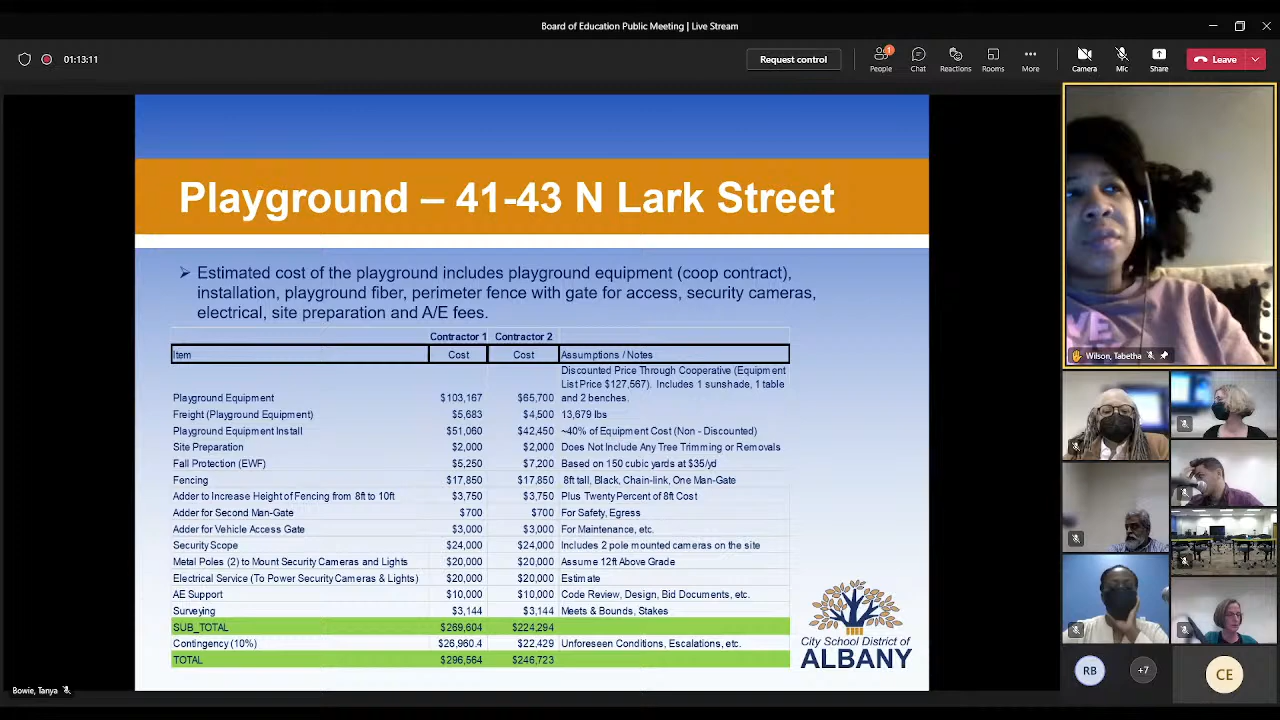 Board of Education Public Meeting | Live Stream
01:13:11
Request control
People
1
Chat
Reactions
Rooms
More
Camera
Mic
Share
Leave
Playground – 41-43 N Lark Street
➢ Estimated cost of the playground includes playground equipment (coop contract),
installation, playground fiber, perimeter fence with gate for access, security cameras,
electrical, site preparation and A/E fees.
Contractor 1 Contractor 2
Item Cost Cost Assumptions / Notes
Discounted Price Through Cooperative (Equipment
List Price $127,567). Includes 1 sunshade, 1 table
Playground Equipment $103,167 $65,700 and 2 benches.
Freight (Playground Equipment) $5,683 $4,500 13,679 lbs
Playground Equipment Install $51,060 $42,450 ~40% of Equipment Cost (Non - Discounted)
Site Preparation $2,000 $2,000 Does Not Include Any Tree Trimming or Removals
Fall Protection (EWF) $5,250 $7,200 Based on 150 cubic yards at $35/yd
Fencing $17,850 $17,850 8ft tall, Black, Chain-link, One Man-Gate
Adder to Increase Height of Fencing from 8ft to 10ft $3,750 $3,750 Plus Twenty Percent of 8ft Cost
Adder for Second Man-Gate $700 $700 For Safety, Egress
Adder for Vehicle Access Gate $3,000 $3,000 For Maintenance, etc.
Security Scope $24,000 $24,000 Includes 2 pole mounted cameras on the site
Metal Poles (2) to Mount Security Cameras and Lights $20,000 $20,000 Assume 12ft Above Grade
Electrical Service (To Power Security Cameras & Lights) $20,000 $20,000 Estimate
AE Support $10,000 $10,000 Code Review, Design, Bid Documents, etc.
Surveying $3,144 $3,144 Meets & Bounds, Stakes
SUB_TOTAL $269,604 $224,294
Contingency (10%) $26,960.4 $22,429 Unforeseen Conditions, Escalations, etc.
TOTAL $296,564 $246,723
City School District of
ALBANY
Bowie, Tanya
Wilson, Tabetha
RB
+7
CE